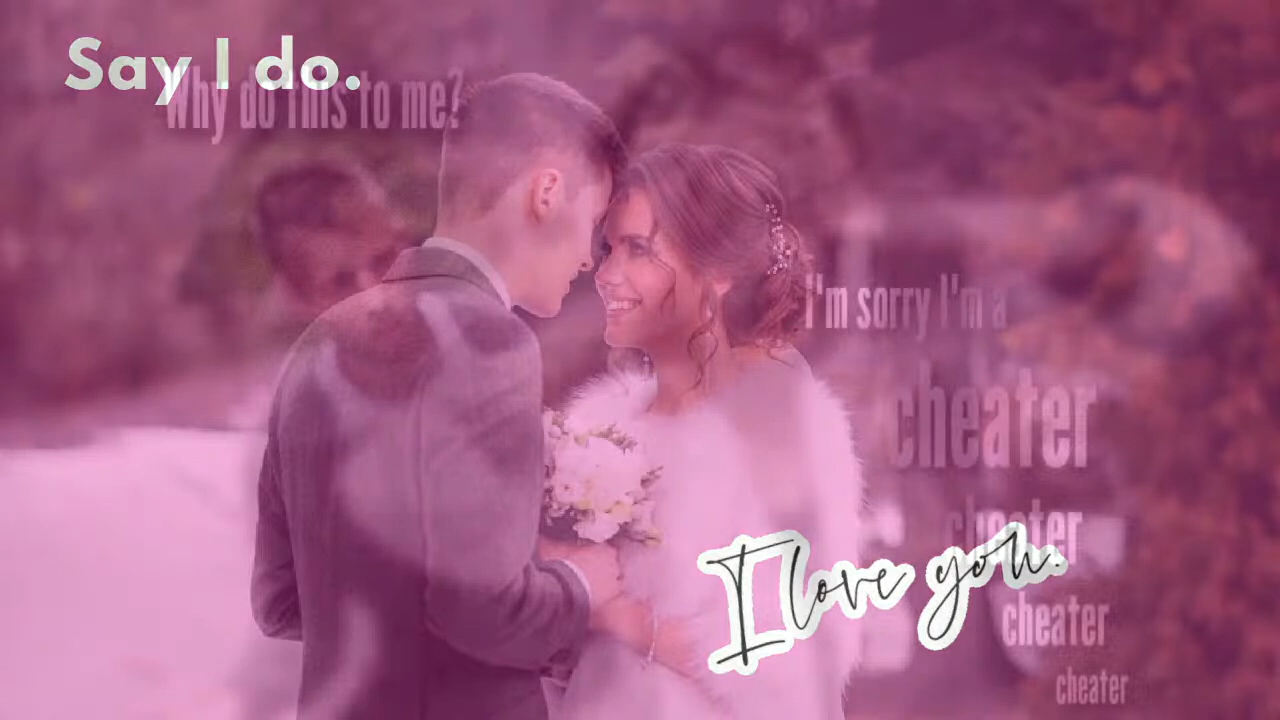 Say I do.
Why do this to me?
I'm sorry I'm a
cheater
cheater
I love you.
cheater
cheater